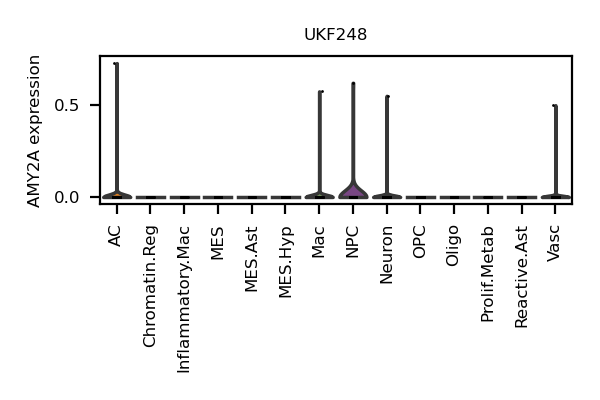 UKF248
AMY2A expression
0.5
0.0
AC
Chromatin.Reg
Inflammatory.Mac
MES
MES.Ast
MES.Hyp
Mac
NPC
Neuron
OPC
Oligo
Prolif.Metab
Reactive.Ast
Vasc